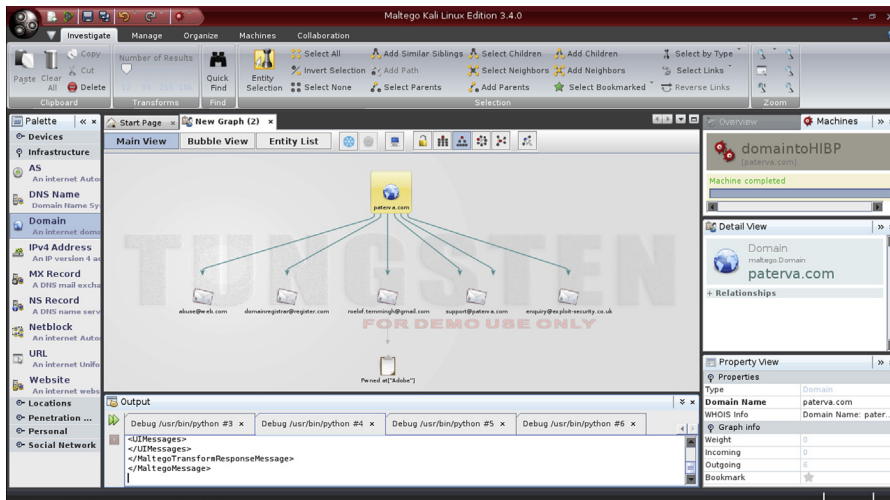 Maltego Kali Linux Edition 3.4.0
Investigate Manage Organize Machines Collaboration
Copy
Cut
Delete
Paste Clear All
Clipboard
Number of Results
Transforms
Quick Find
Find
Entity Selection
Select All Add Similar Siblings Select Children Add Children Select by Type
Invert Selection Add Path Select Neighbors Add Neighbors Select Links
Select None Select Parents Add Parents Select Bookmarked Reverse Links
Selection
Zoom
Palette
Devices
Infrastructure
AS
An internet Auto
DNS Name
Domain Name Sy
Domain
An internet doma
IPv4 Address
An IP version 4 ad
MX Record
A DNS mail excha
NS Record
A DNS name serv
Netblock
An internet Auto
URL
An internet Unifo
Website
An internet webs
Locations
Penetration ...
Personal
Social Network
Start Page New Graph (2)
Main View Bubble View Entity List
TUNGSTEN
FOR DEMO USE ONLY
paterva.com
abuse@web.com domainregistrar@register.com roelof.temmingh@gmail.com support@paterva.com enquiry@exploit-security.co.uk
Pwned at["Adobe"]
Output
Debug /usr/bin/python #3 Debug /usr/bin/python #4 Debug /usr/bin/python #5 Debug /usr/bin/python #6
<UIMessages>
</UIMessages>
</MaltegoTransformResponseMessage>
</MaltegoMessage>
Overview Machines
domaintoHIBP
(paterva.com)
Machine completed
Detail View
Domain
maltego.Domain
paterva.com
+ Relationships
Property View
Properties
Type Domain
Domain Name paterva.com
WHOIS Info Domain Name: pater...
Graph info
Weight 0
Incoming 0
Outgoing 6
Bookmark